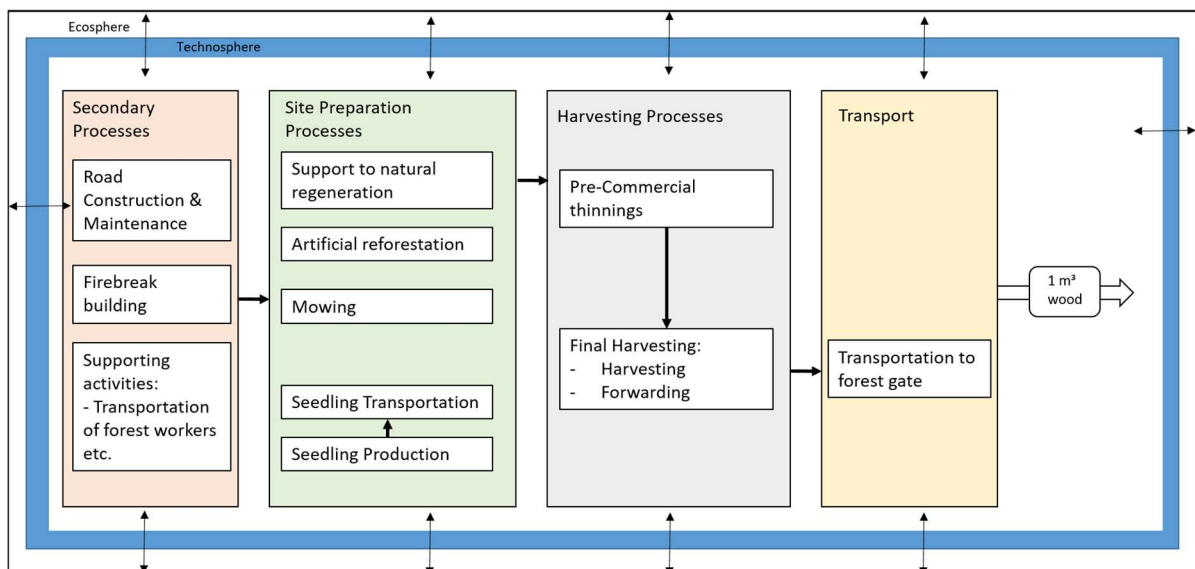 Ecosphere
Technosphere
Secondary
Processes
Road
Construction &
Maintenance
Firebreak
building
Supporting
activities:
- Transportation
of forest workers
etc.
Site Preparation
Processes
Support to natural
regeneration
Artificial reforestation
Mowing
Seedling Transportation
Seedling Production
Harvesting Processes
Pre-Commercial
thinnings
Final Harvesting:
- Harvesting
- Forwarding
Transport
Transportation to
forest gate
1 m³
wood